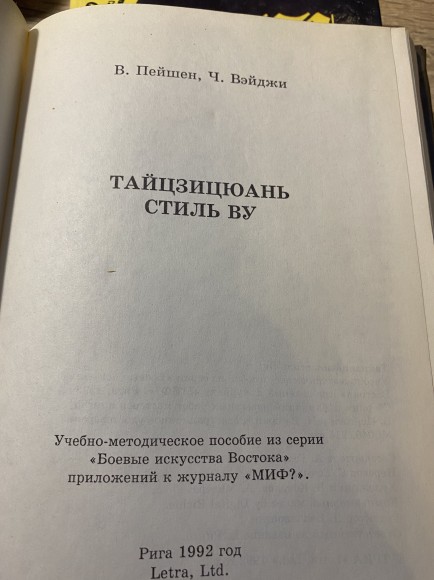 В. Пейшен, Ч. Вэйджи
ТАЙЦЗИЦЮАНЬ
СТИЛЬ ВУ
Учебно-методическое пособие из серии
«Боевые искусства Востока»
приложений к журналу «МИФ?».
Рига 1992 год
Letra, Ltd.